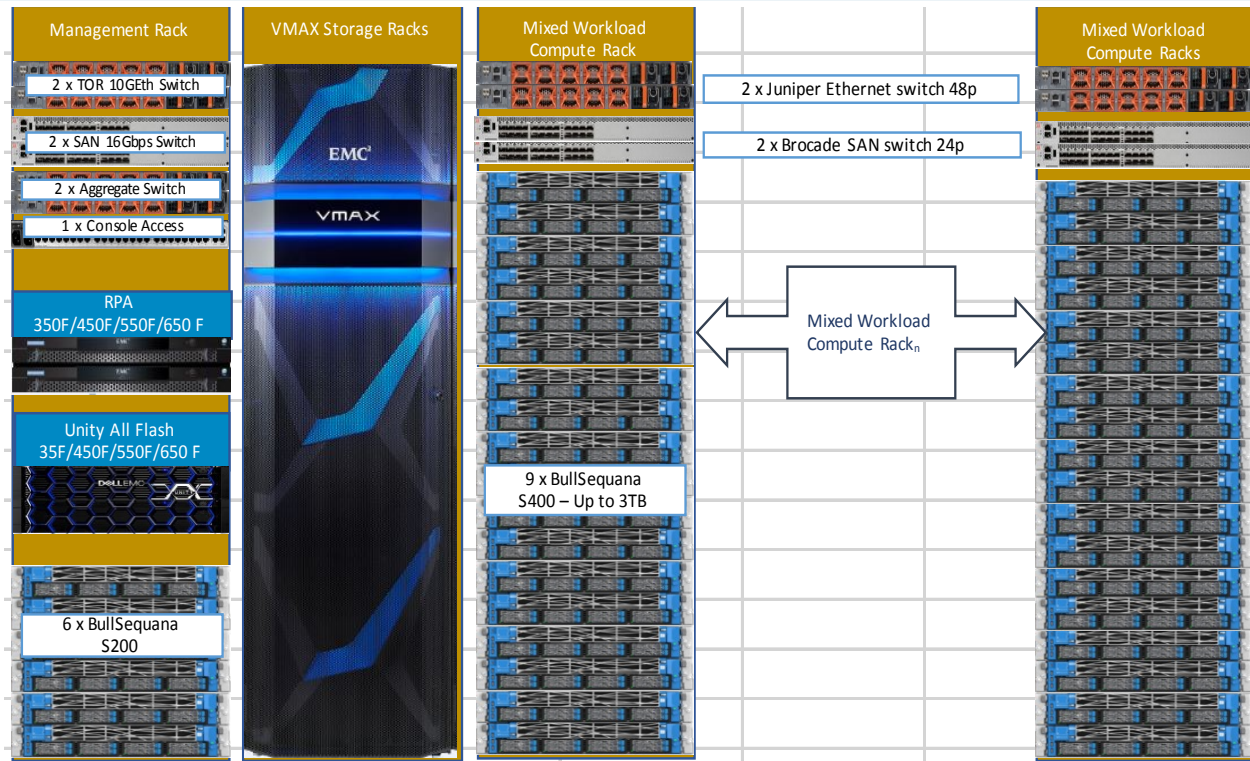 Management Rack
2 x TOR 10GEth Switch
2 x SAN 16Gbps Switch
2 x Aggregate Switch
1 x Console Access
RPA
350F/450F/550F/650 F
EMC
EMC
Unity All Flash
35F/450F/550F/650 F
DELLEMC
UNITY
6 x BullSequana
S200
VMAX Storage Racks
EMC²
VMAX
Mixed Workload
Compute Rack
9 x BullSequana
S400 – Up to 3TB
2 x Juniper Ethernet switch 48p
2 x Brocade SAN switch 24p
Mixed Workload
Compute Rackₙ
Mixed Workload
Compute Racks